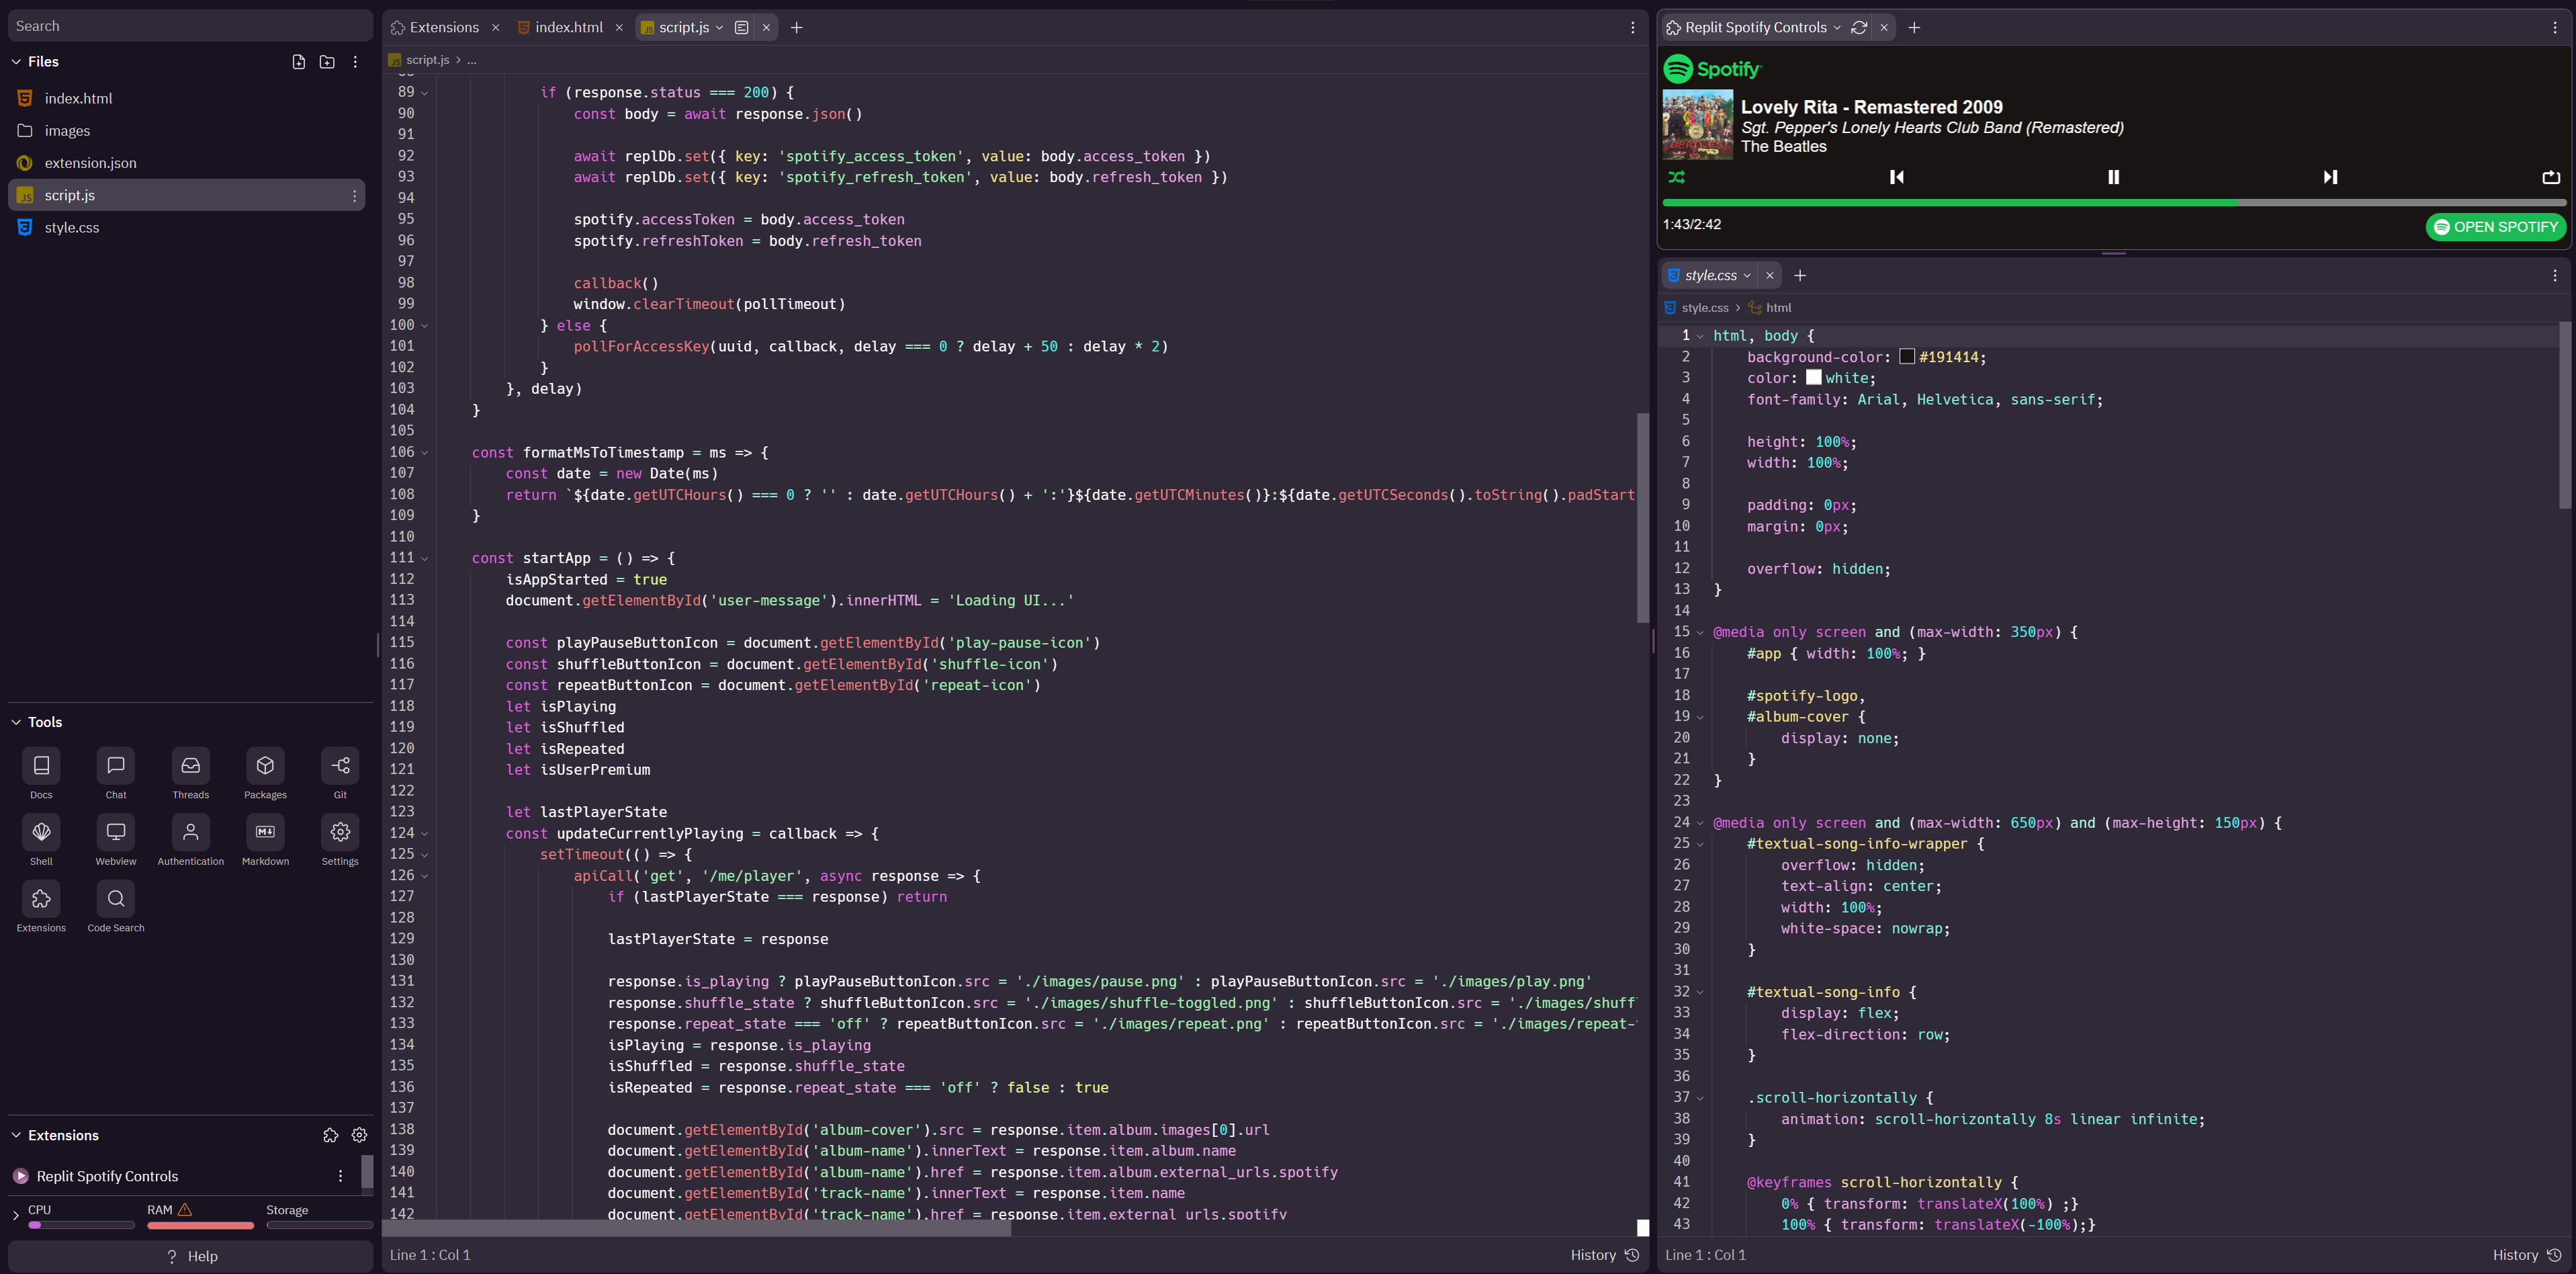 Search
Files
index.html
images
extension.json
script.js
style.css
Tools
Docs Chat Threads Packages Git
Shell Webview Authentication Markdown Settings
Extensions Code Search
Extensions
Replit Spotify Controls
CPU RAM Storage
? Help
Extensions index.html script.js
script.js > ...
89 if (response.status === 200) {
90 const body = await response.json()
91
92 await replDb.set({ key: 'spotify_access_token', value: body.access_token })
93 await replDb.set({ key: 'spotify_refresh_token', value: body.refresh_token })
94
95 spotify.accessToken = body.access_token
96 spotify.refreshToken = body.refresh_token
97
98 callback()
99 window.clearTimeout(pollTimeout)
100 } else {
101 pollForAccessKey(uuid, callback, delay === 0 ? delay + 50 : delay * 2)
102 }
103 }, delay)
104 }
105
106 const formatMsToTimestamp = ms => {
107 const date = new Date(ms)
108 return `${date.getUTCHours() === 0 ? '' : date.getUTCHours() + ':'}${date.getUTCMinutes()}:${date.getUTCSeconds().toString().padStart
109 }
110
111 const startApp = () => {
112 isAppStarted = true
113 document.getElementById('user-message').innerHTML = 'Loading UI...'
114
115 const playPauseButtonIcon = document.getElementById('play-pause-icon')
116 const shuffleButtonIcon = document.getElementById('shuffle-icon')
117 const repeatButtonIcon = document.getElementById('repeat-icon')
118 let isPlaying
119 let isShuffled
120 let isRepeated
121 let isUserPremium
122
123 let lastPlayerState
124 const updateCurrentlyPlaying = callback => {
125 setTimeout(() => {
126 apiCall('get', '/me/player', async response => {
127 if (lastPlayerState === response) return
128
129 lastPlayerState = response
130
131 response.is_playing ? playPauseButtonIcon.src = './images/pause.png' : playPauseButtonIcon.src = './images/play.png'
132 response.shuffle_state ? shuffleButtonIcon.src = './images/shuffle-toggled.png' : shuffleButtonIcon.src = './images/shuff
133 response.repeat_state === 'off' ? repeatButtonIcon.src = './images/repeat.png' : repeatButtonIcon.src = './images/repeat-
134 isPlaying = response.is_playing
135 isShuffled = response.shuffle_state
136 isRepeated = response.repeat_state === 'off' ? false : true
137
138 document.getElementById('album-cover').src = response.item.album.images[0].url
139 document.getElementById('album-name').innerText = response.item.album.name
140 document.getElementById('album-name').href = response.item.album.external_urls.spotify
141 document.getElementById('track-name').innerText = response.item.name
142 document.getElementById('track-name').href = response.item.external_urls.spotify
Line 1 : Col 1 History
Replit Spotify Controls
Spotify
Lovely Rita - Remastered 2009
Sgt. Pepper's Lonely Hearts Club Band (Remastered)
The Beatles
1:43/2:42
OPEN SPOTIFY
style.css
style.css > html
1 html, body {
2 background-color: #191414;
3 color: white;
4 font-family: Arial, Helvetica, sans-serif;
5
6 height: 100%;
7 width: 100%;
8
9 padding: 0px;
10 margin: 0px;
11
12 overflow: hidden;
13 }
14
15 @media only screen and (max-width: 350px) {
16 #app { width: 100%; }
17
18 #spotify-logo,
19 #album-cover {
20 display: none;
21 }
22 }
23
24 @media only screen and (max-width: 650px) and (max-height: 150px) {
25 #textual-song-info-wrapper {
26 overflow: hidden;
27 text-align: center;
28 width: 100%;
29 white-space: nowrap;
30 }
31
32 #textual-song-info {
33 display: flex;
34 flex-direction: row;
35 }
36
37 .scroll-horizontally {
38 animation: scroll-horizontally 8s linear infinite;
39 }
40
41 @keyframes scroll-horizontally {
42 0% { transform: translateX(100%) ;}
43 100% { transform: translateX(-100%);}
Line 1 : Col 1 History